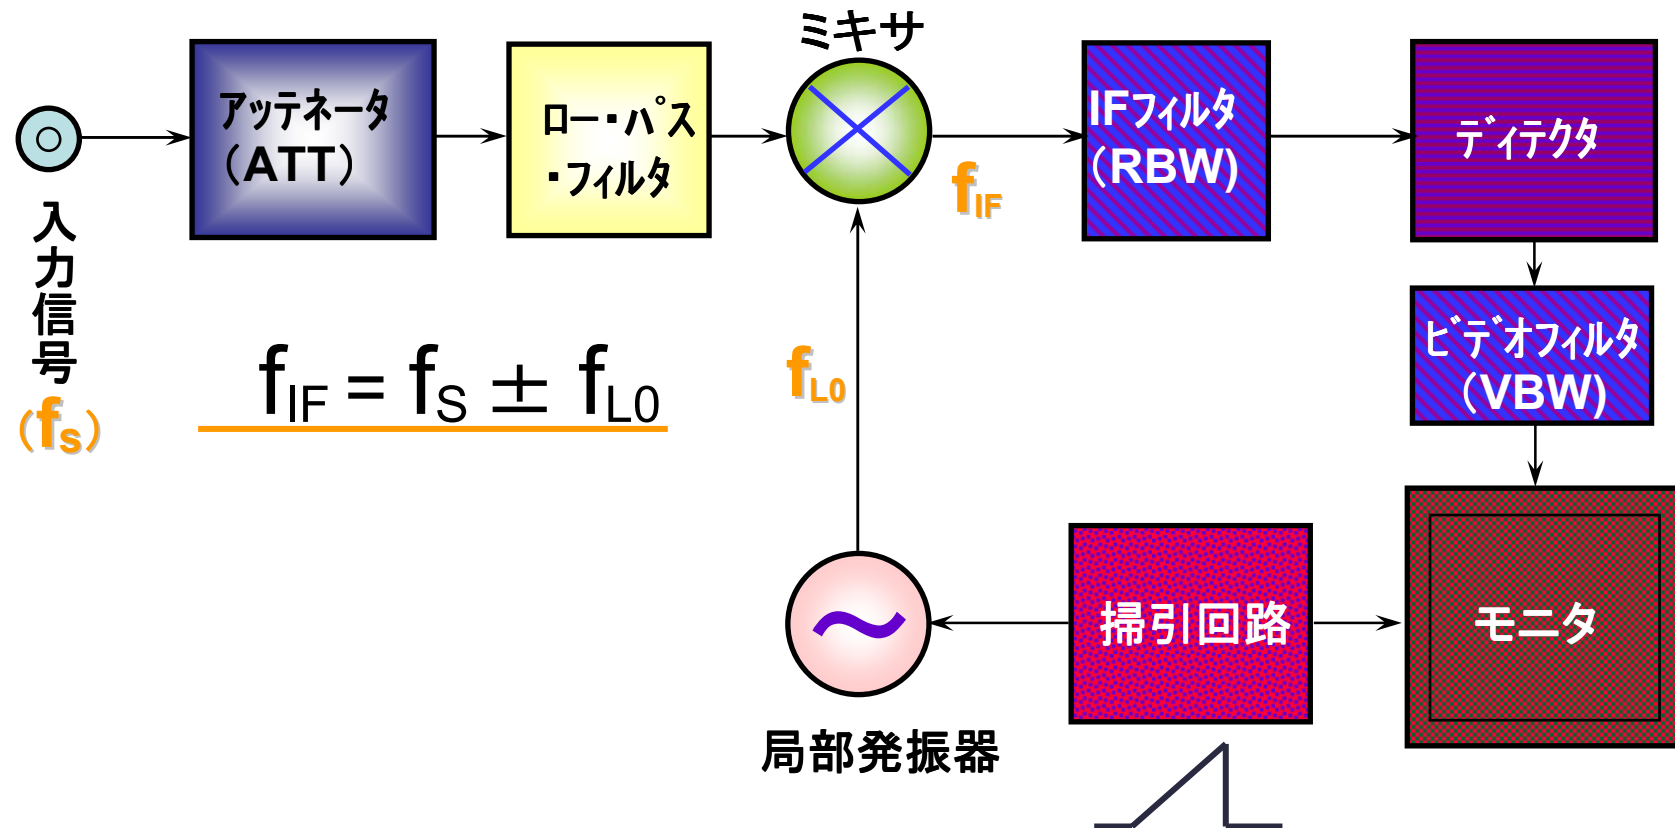 ミキサ
アッテネータ
（ATT）
ロー・パス
・フィルタ
IFフィルタ
（RBW）
ディテクタ
入力信号
（fs）
fIF
ビデオフィルタ
（VBW）
fIF = fS ± fL0
fL0
掃引回路
モニタ
局部発振器